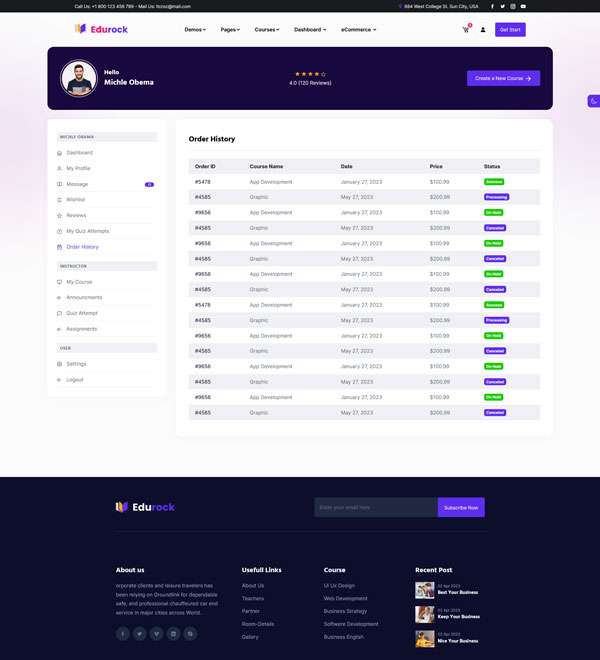 Call Us: +1 800 123 456 789 - Mail Us: Itcroc@mail.com
684 West College St. Sun City, USA
Edurock
Demos Pages Courses Dashboard eCommerce
Get Start
Hello
Michle Obema
4.0 (120 Reviews)
Create a New Course
MICHLE OBAMA
Dashboard
My Profile
Message
Wishlist
Reviews
My Quiz Attempts
Order History
INSTRUCTOR
My Course
Announcments
Quiz Attempt
Assignments
USER
Settings
Logout
Order History
Order ID Course Name Date Price Status
#5478 App Development January 27, 2023 $100.99 Success
#4585 Graphic May 27, 2023 $200.99 Processing
#9656 App Development January 27, 2023 $100.99 On Hold
#4585 Graphic May 27, 2023 $200.99 Canceled
#9656 App Development January 27, 2023 $100.99 On Hold
#4585 Graphic May 27, 2023 $200.99 Canceled
#9656 App Development January 27, 2023 $100.99 On Hold
#4585 Graphic May 27, 2023 $200.99 Canceled
#5478 App Development January 27, 2023 $100.99 Success
#4585 Graphic May 27, 2023 $200.99 Processing
#9656 App Development January 27, 2023 $100.99 On Hold
#4585 Graphic May 27, 2023 $200.99 Canceled
#9656 App Development January 27, 2023 $100.99 On Hold
#4585 Graphic May 27, 2023 $200.99 Canceled
#9656 App Development January 27, 2023 $100.99 On Hold
#4585 Graphic May 27, 2023 $200.99 Canceled
Edurock
Enter your email here
Subscribe Now
About us
orporate clients and leisure travelers has
been relying on Groundlink for dependable
safe, and professional chauffeured car end
service in major cities across World.
Usefull Links
About Us
Teachers
Partner
Room-Details
Gallery
Course
Ui Ux Design
Web Development
Business Strategy
Software Development
Business English
Recent Post
02 Apr 2023
Best Your Business
02 Apr 2023
Keep Your Business
02 Apr 2023
Nice Your Business